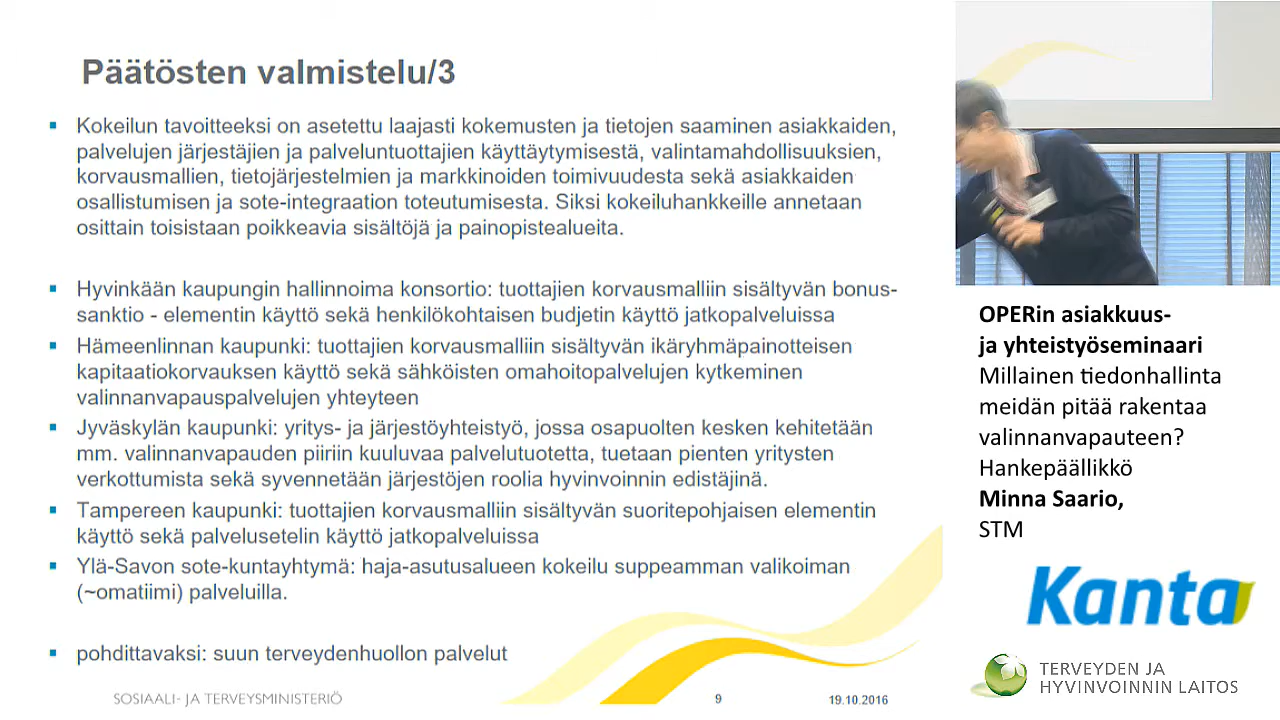 Päätösten valmistelu/3
▪ Kokeilun tavoitteeksi on asetettu laajasti kokemusten ja tietojen saaminen asiakkaiden,
palvelujen järjestäjien ja palveluntuottajien käyttäytymisestä, valintamahdollisuuksien,
korvausmallien, tietojärjestelmien ja markkinoiden toimivuudesta sekä asiakkaiden
osallistumisen ja sote-integraation toteutumisesta. Siksi kokeiluhankkeille annetaan
osittain toisistaan poikkeavia sisältöjä ja painopistealueita.
▪ Hyvinkään kaupungin hallinnoima konsortio: tuottajien korvausmalliin sisältyvän bonus-
sanktio - elementin käyttö sekä henkilökohtaisen budjetin käyttö jatkopalveluissa
▪ Hämeenlinnan kaupunki: tuottajien korvausmalliin sisältyvän ikäryhmäpainotteisen
kapitaatiokorvauksen käyttö sekä sähköisten omahoitopalvelujen kytkeminen
valinnanvapauspalvelujen yhteyteen
▪ Jyväskylän kaupunki: yritys- ja järjestöyhteistyö, jossa osapuolten kesken kehitetään
mm. valinnanvapauden piiriin kuuluvaa palvelutuotetta, tuetaan pienten yritysten
verkottumista sekä syvennetään järjestöjen roolia hyvinvoinnin edistäjinä.
▪ Tampereen kaupunki: tuottajien korvausmalliin sisältyvän suoritepohjaisen elementin
käyttö sekä palvelusetelin käyttö jatkopalveluissa
▪ Ylä-Savon sote-kuntayhtymä: haja-asutusalueen kokeilu suppeamman valikoiman
(~omatiimi) palveluilla.
▪ pohdittavaksi: suun terveydenhuollon palvelut
SOSIAALI- JA TERVEYSMINISTERIÖ 9 19.10.2016
OPERin asiakkuus-
ja yhteistyöseminaari
Millainen tiedonhallinta
meidän pitää rakentaa
valinnanvapauteen?
Hankepäällikkö
Minna Saario,
STM
Kanta
TERVEYDEN JA
HYVINVOINNIN LAITOS